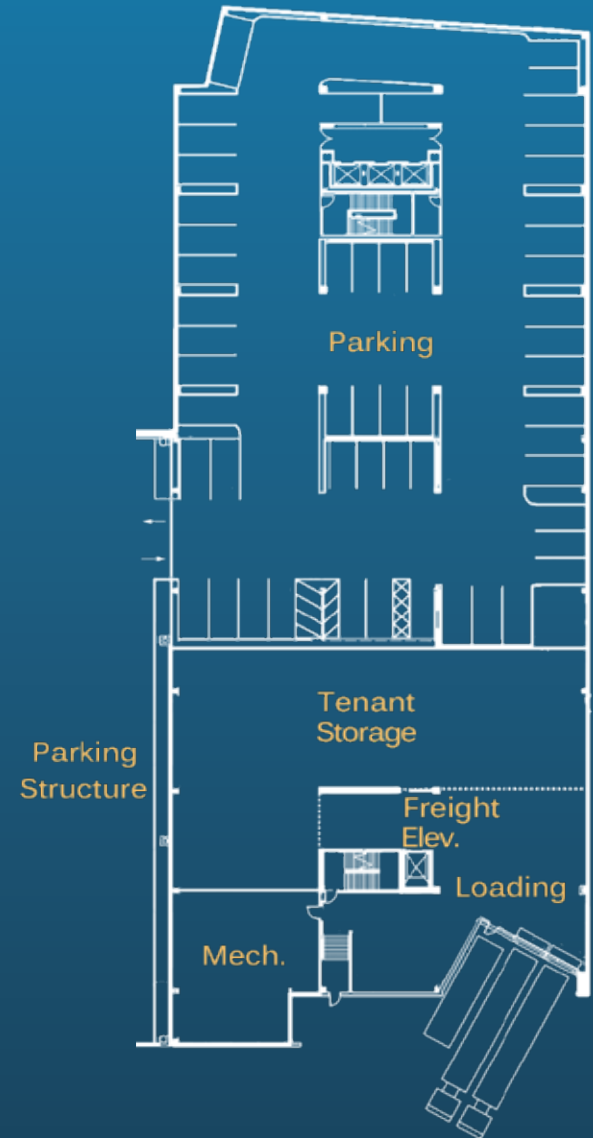 Parking
Tenant
Storage
Parking
Structure
Freight
Elev.
Loading
Mech.